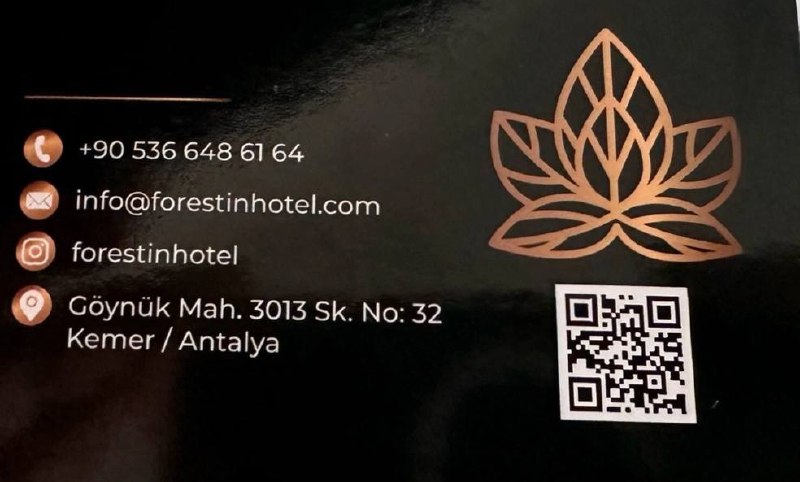 +90 536 648 61 64
info@forestinhotel.com
forestinhotel
Göynük Mah. 3013 Sk. No: 32
Kemer / Antalya